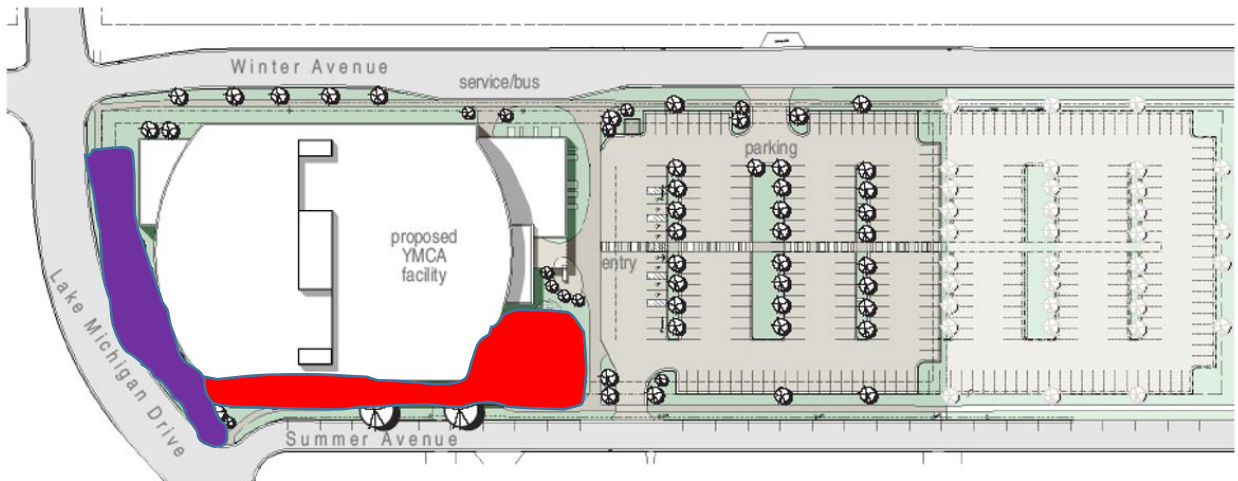 Winter Avenue
service/bus
parking
proposed
YMCA
facility
entry
Lake Michigan Drive
Summer Avenue